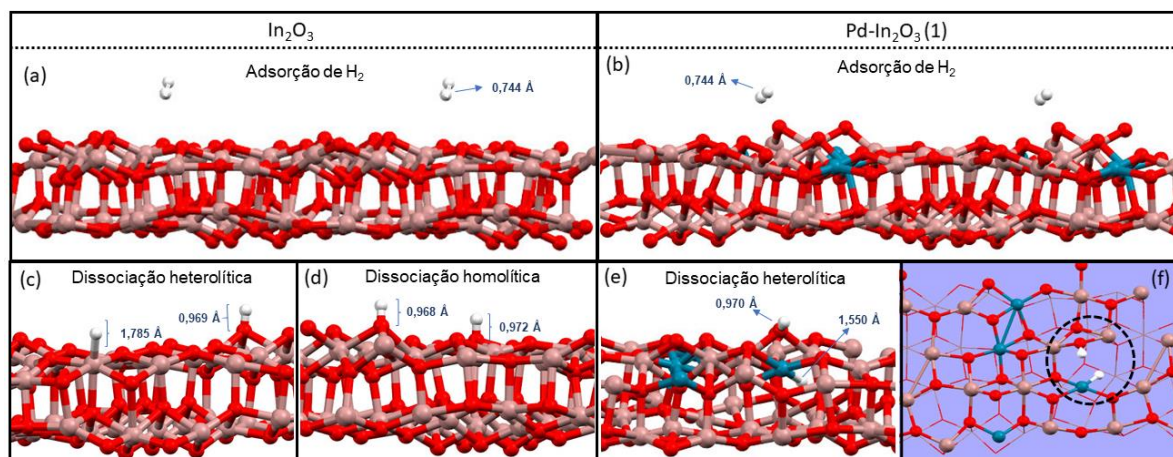 In₂O₃
Pd-In₂O₃ (1)
(a)
Adsorção de H₂
0,744 Å
(b)
Adsorção de H₂
0,744 Å
(c)
Dissociação heterolítica
1,785 Å
0,969 Å
(d)
Dissociação homolítica
0,968 Å
0,972 Å
(e)
Dissociação heterolítica
0,970 Å
1,550 Å
(f)